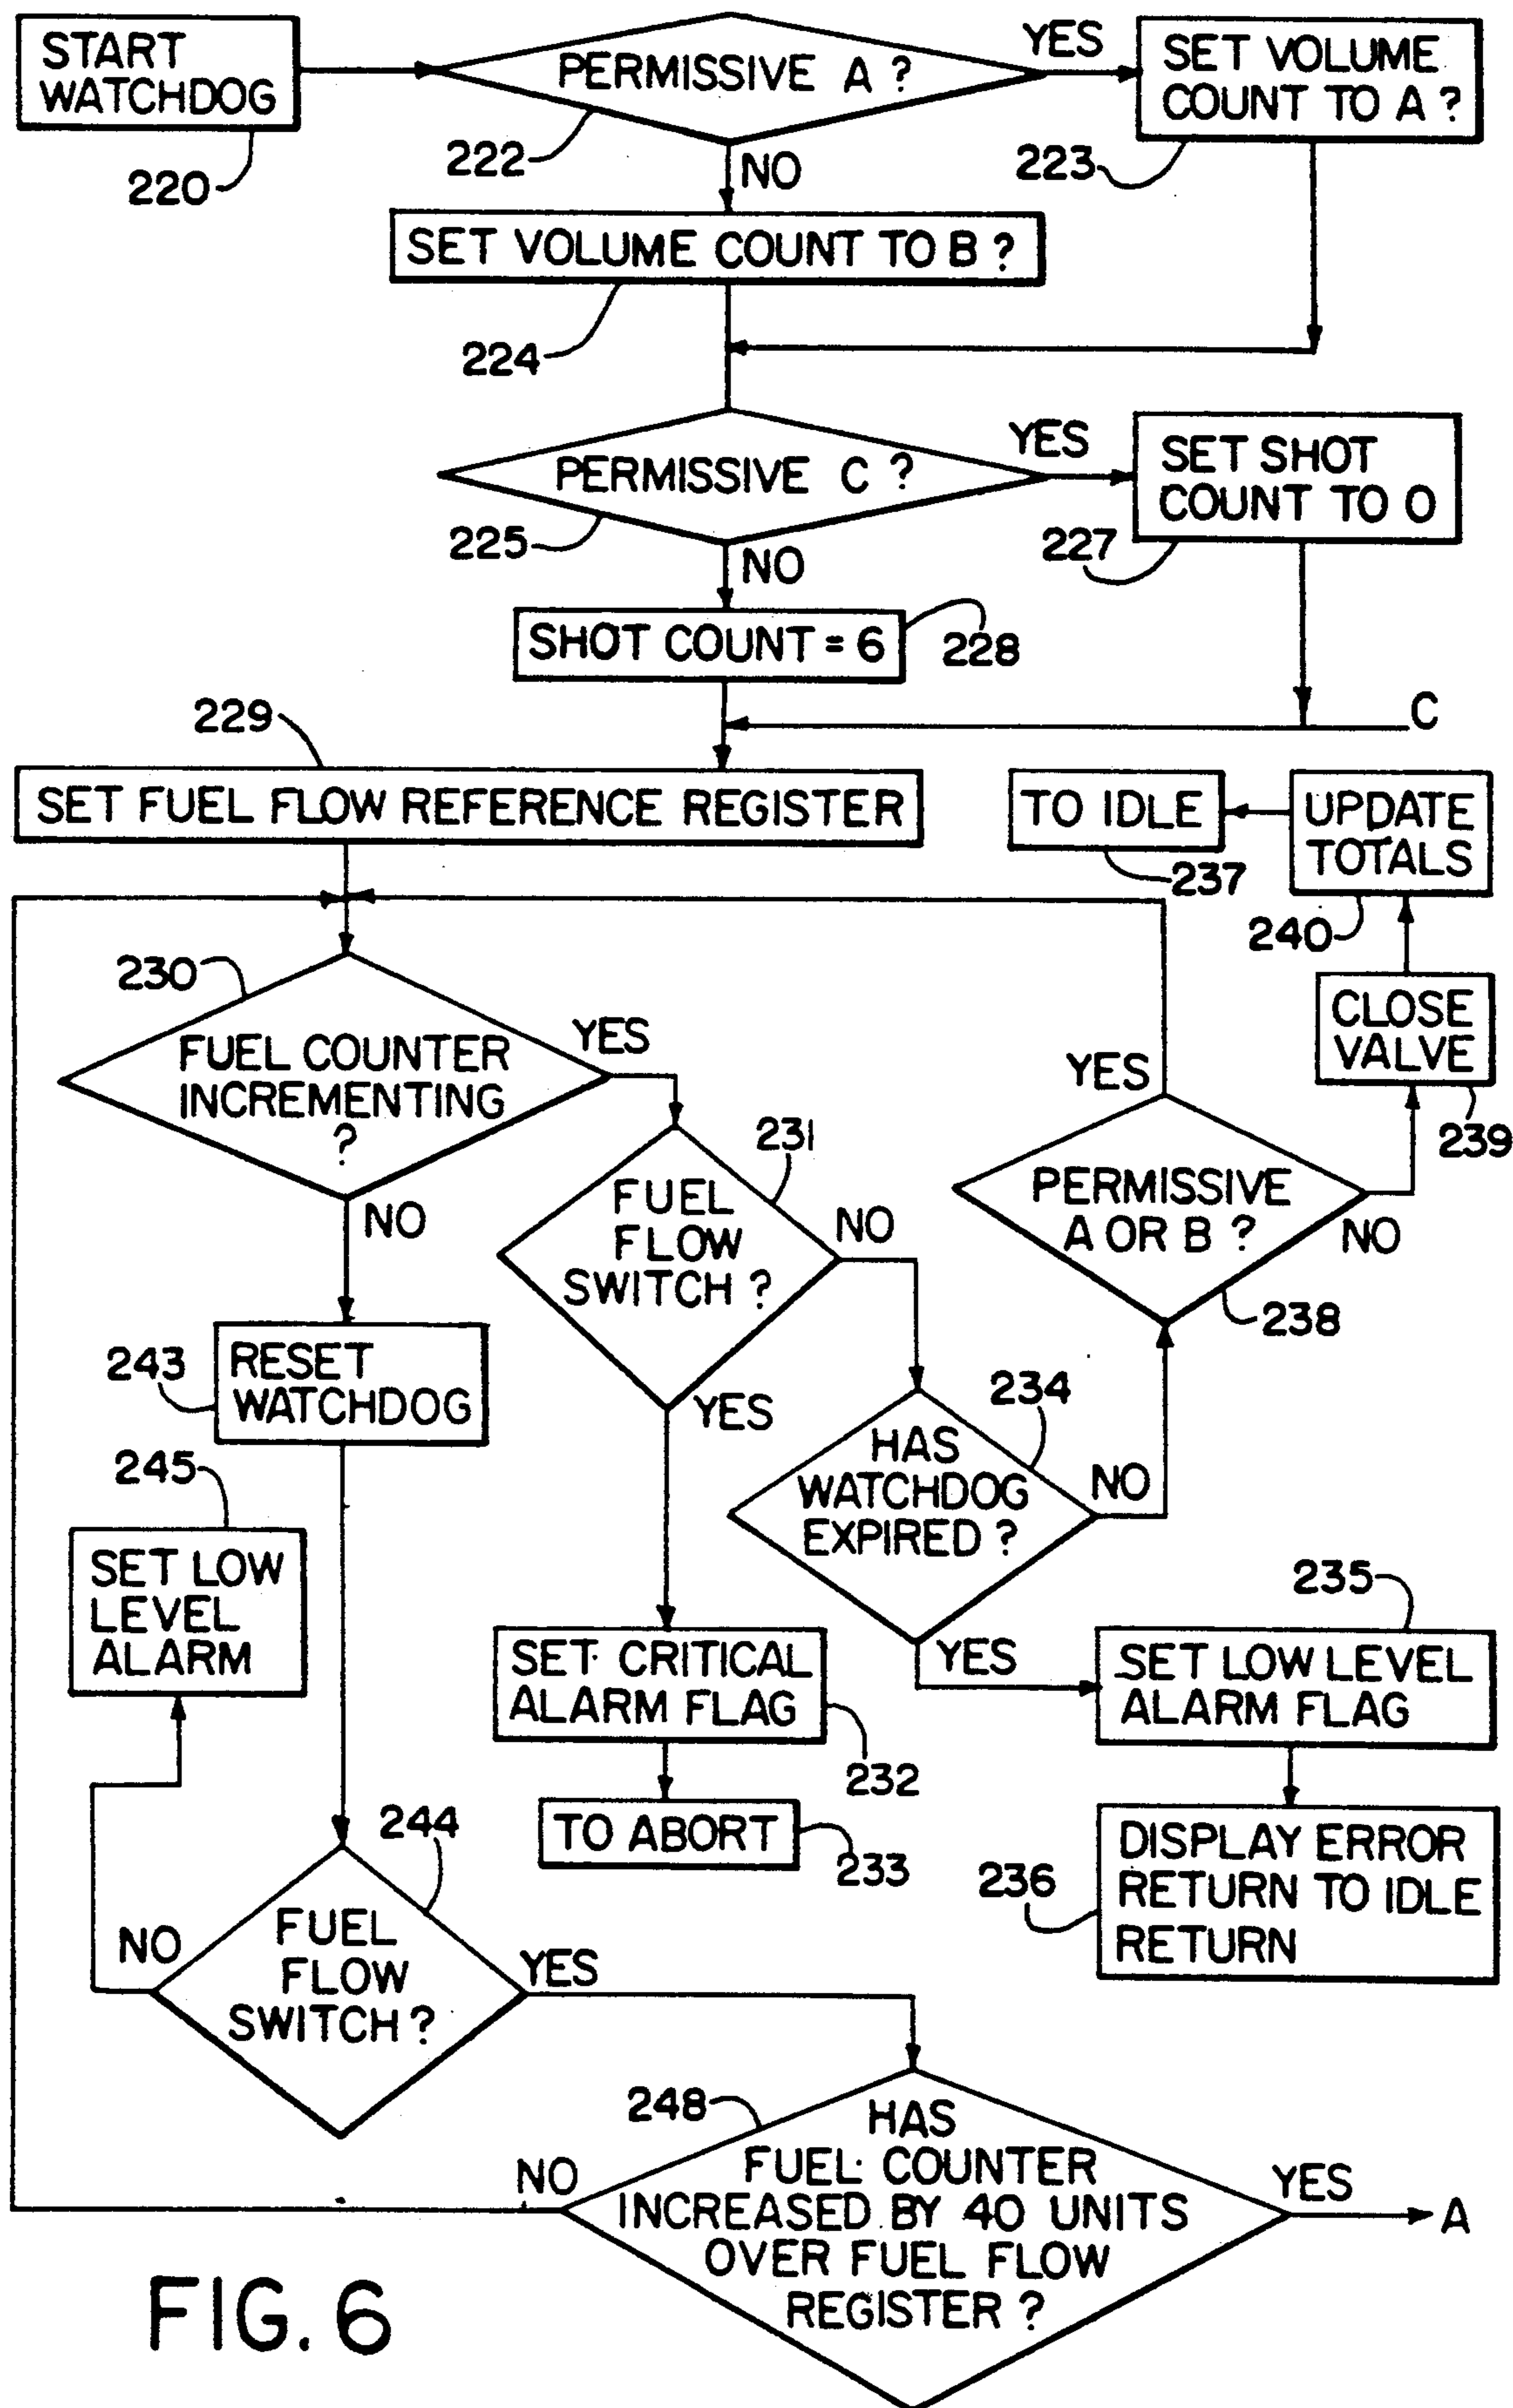 START
WATCHDOG
220
PERMISSIVE A ?
222
YES
SET VOLUME
COUNT TO A ?
223
NO
SET VOLUME COUNT TO B ?
224
PERMISSIVE C ?
225
YES
SET SHOT
COUNT TO O
227
NO
SHOT COUNT = 6
228
C
229
SET FUEL FLOW REFERENCE REGISTER
TO IDLE
237
UPDATE
TOTALS
240
230
FUEL COUNTER
INCREMENTING
?
YES
NO
231
FUEL
FLOW
SWITCH ?
NO
YES
CLOSE
VALVE
239
YES
PERMISSIVE
A OR B ?
NO
238
243
RESET
WATCHDOG
234
HAS
WATCHDOG
EXPIRED ?
NO
YES
245
SET LOW
LEVEL
ALARM
SET CRITICAL
ALARM FLAG
232
TO ABORT
233
235
SET LOW LEVEL
ALARM FLAG
236
DISPLAY ERROR
RETURN TO IDLE
RETURN
244
FUEL
FLOW
SWITCH ?
NO
YES
248
HAS
FUEL COUNTER
INCREASED BY 40 UNITS
OVER FUEL FLOW
REGISTER ?
NO
YES
A
FIG. 6